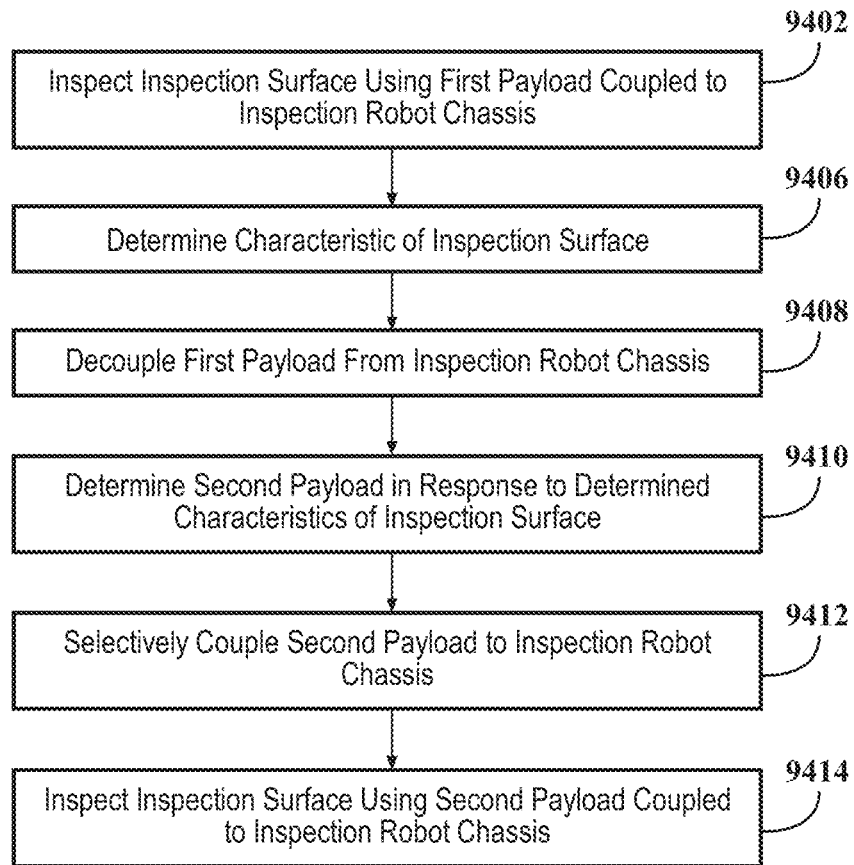 9402
Inspect Inspection Surface Using First Payload Coupled to
Inspection Robot Chassis
9406
Determine Characteristic of Inspection Surface
9408
Decouple First Payload From Inspection Robot Chassis
9410
Determine Second Payload in Response to Determined
Characteristics of Inspection Surface
9412
Selectively Couple Second Payload to Inspection Robot
Chassis
9414
Inspect Inspection Surface Using Second Payload Coupled
to Inspection Robot Chassis